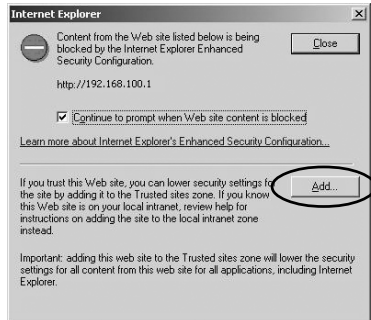 Internet Explorer
Content from the Web site listed below is being
blocked by the Internet Explorer Enhanced
Security Configuration.
Close
http://192.168.100.1
Continue to prompt when Web site content is blocked
Learn more about Internet Explorer's Enhanced Security Configuration...
If you trust this Web site, you can lower security settings for
the site by adding it to the Trusted sites zone. If you know
this Web site is on your local intranet, review help for
instructions on adding the site to the local intranet zone
instead.
Add...
Important: adding this web site to the Trusted sites zone will lower the security
settings for all content from this web site for all applications, including Internet
Explorer.